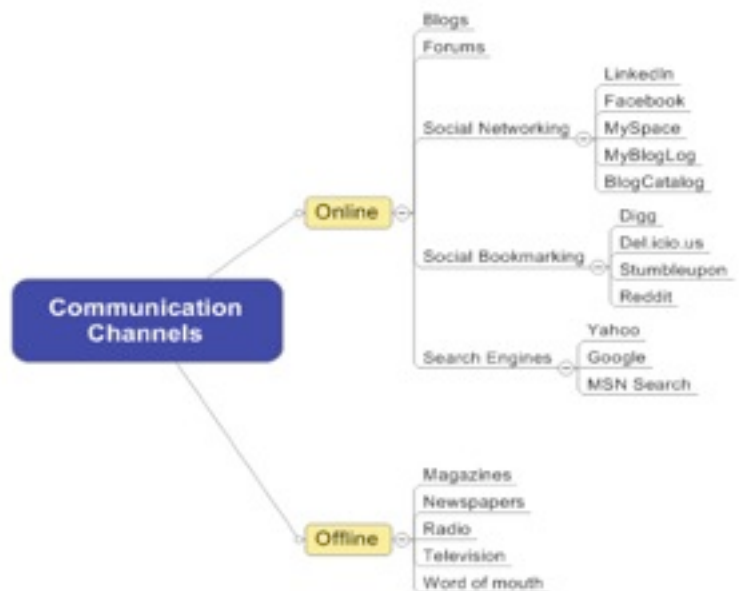 Communication
Channels
Online
Blogs
Forums
Social Networking
LinkedIn
Facebook
MySpace
MyBlogLog
BlogCatalog
Social Bookmarking
Digg
Del.icio.us
Stumbleupon
Reddit
Search Engines
Yahoo
Google
MSN Search
Offline
Magazines
Newspapers
Radio
Television
Word of mouth